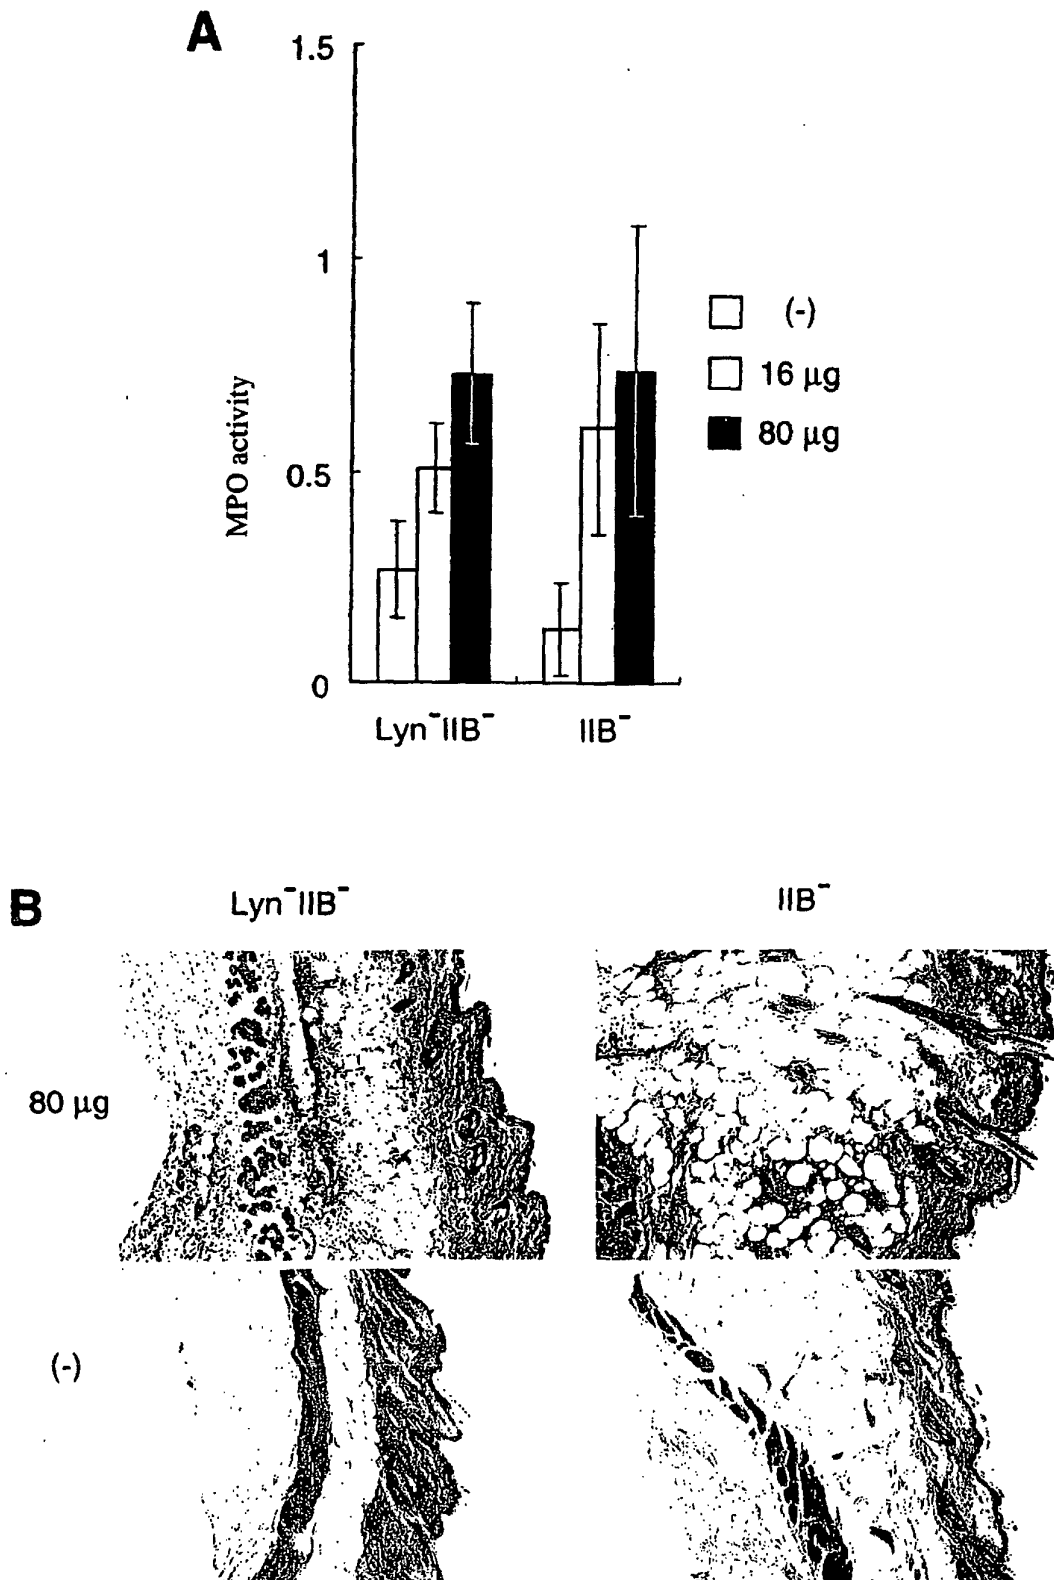 A
1.5
1
0.5
0
MPO activity
(-)
16 µg
80 µg
Lyn⁻IIB⁻ IIB⁻
B
Lyn⁻IIB⁻ IIB⁻
80 µg
(-)